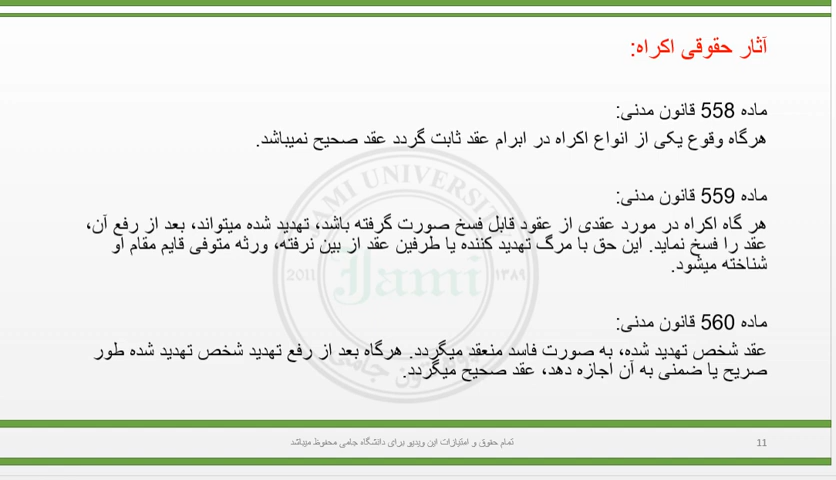 آثار حقوقی اکراه:
ماده 558 قانون مدنی:
هرگاه وقوع یکی از انواع اکراه در ابرام عقد ثابت گردد عقد صحیح نمیباشد.
ماده 559 قانون مدنی:
هر گاه اکراه در مورد عقدی از عقود قابل فسخ صورت گرفته باشد، تهدید شده میتواند، بعد از رفع آن،
عقد را فسخ نماید. این حق با مرگ تهدید کننده یا طرفین عقد از بین نرفته، ورثه متوفی قایم مقام او
شناخته میشود.
JAMI UNIVERSITY
2011 Jami ۱۳۸۹
ماده 560 قانون مدنی:
عقد شخص تهدید شده، به صورت فاسد منعقد میگردد. هرگاه بعد از رفع تهدید شخص تهدید شده طور
صریح یا ضمنی به آن اجازه دهد، عقد صحیح میگردد.
تمام حقوق و امتیازات این ویدیو برای دانشگاه جامی محفوظ میباشد
11